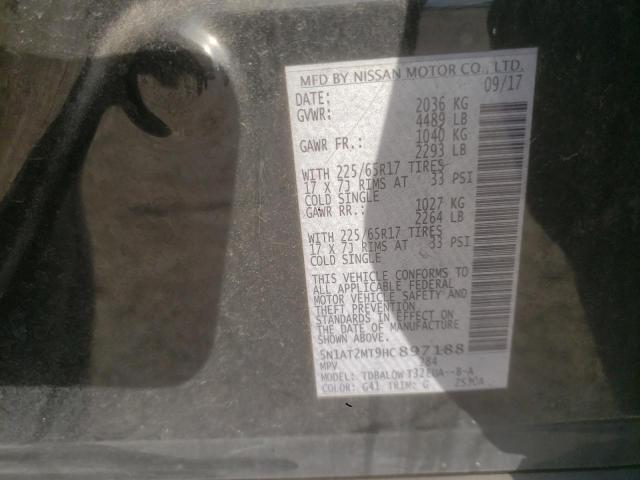 MFD BY NISSAN MOTOR CO., LTD.
DATE: 09/17
GVWR: 2036 KG
4489 LB
GAWR FR.: 1040 KG
2293 LB
WITH 225/65R17 TIRES
17 X 7J RIMS AT 33 PSI
COLD SINGLE
GAWR RR.: 1027 KG
2264 LB
WITH 225/65R17 TIRES
17 X 7J RIMS AT 33 PSI
COLD SINGLE
THIS VEHICLE CONFORMS TO
ALL APPLICABLE FEDERAL
MOTOR VEHICLE SAFETY AND
THEFT PREVENTION
STANDARDS IN EFFECT ON
THE DATE OF MANUFACTURE
SHOWN ABOVE.
5N1AT2MT9HC897188
MPV 284
MODEL: TDBALQW T32EUA--B-A
COLOR: G41 TRIM: G